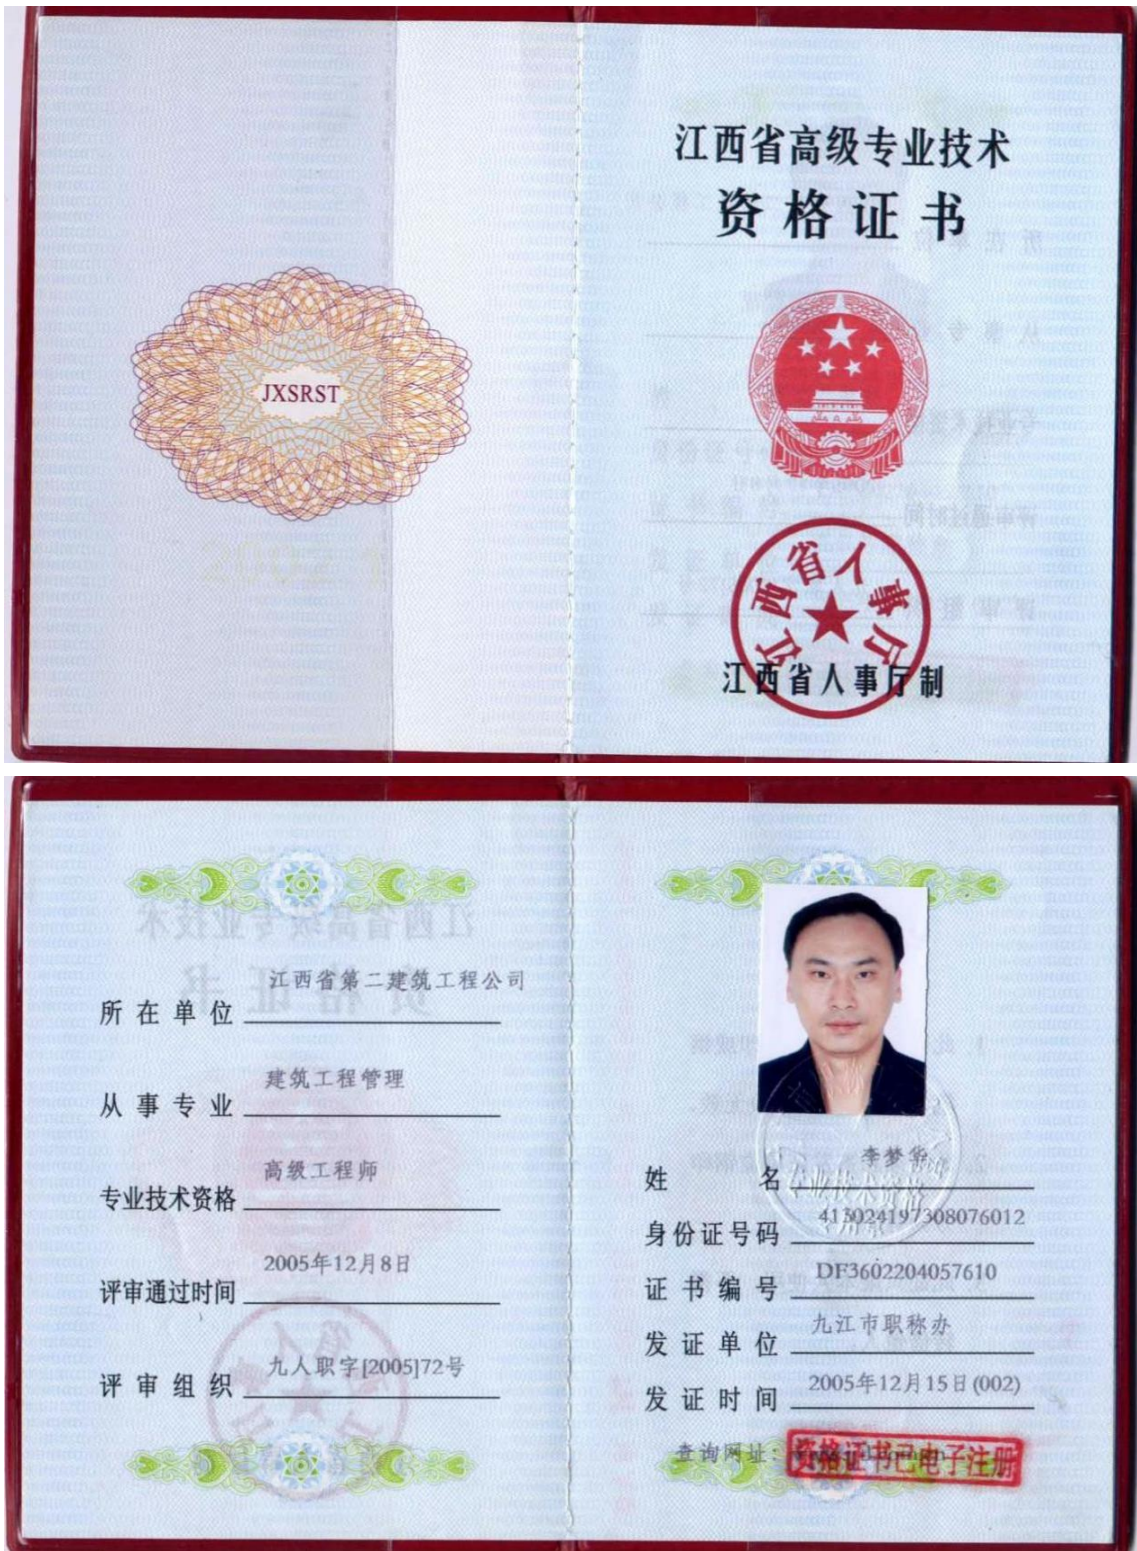 江西省高级专业技术
资格证书
JXSRST
江西省人事厅
江西省人事厅制
所在单位 江西省第二建筑工程公司
从事专业 建筑工程管理
专业技术资格 高级工程师
评审通过时间 2005年12月8日
评审组织 九人职字[2005]72号
姓名 李梦华
专业技术资格
身份证号码 413024197308076012
证书编号 DF3602204057610
发证单位 九江市职称办
发证时间 2005年12月15日(002)
查询网址:
资格证书已电子注册